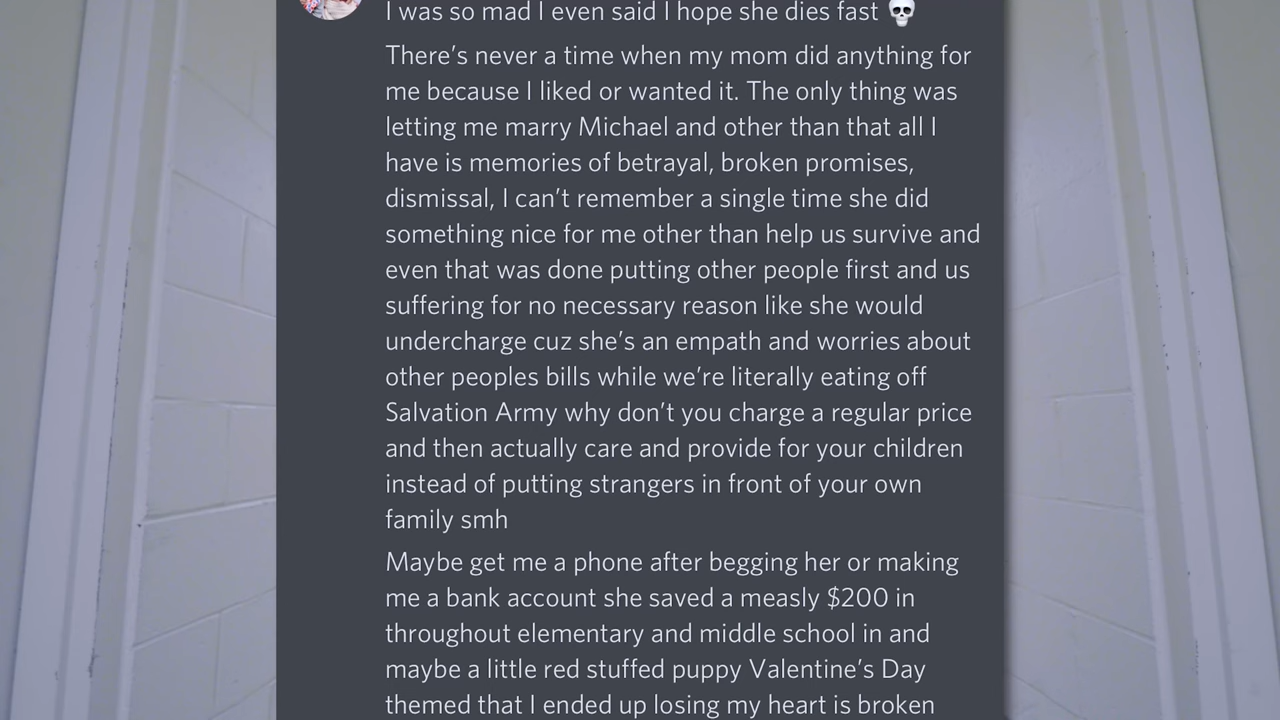 I was so mad I even said I hope she dies fast 💀
There’s never a time when my mom did anything for
me because I liked or wanted it. The only thing was
letting me marry Michael and other than that all I
have is memories of betrayal, broken promises,
dismissal, I can’t remember a single time she did
something nice for me other than help us survive and
even that was done putting other people first and us
suffering for no necessary reason like she would
undercharge cuz she’s an empath and worries about
other peoples bills while we’re literally eating off
Salvation Army why don’t you charge a regular price
and then actually care and provide for your children
instead of putting strangers in front of your own
family smh
Maybe get me a phone after begging her or making
me a bank account she saved a measly $200 in
throughout elementary and middle school in and
maybe a little red stuffed puppy Valentine’s Day
themed that I ended up losing my heart is broken